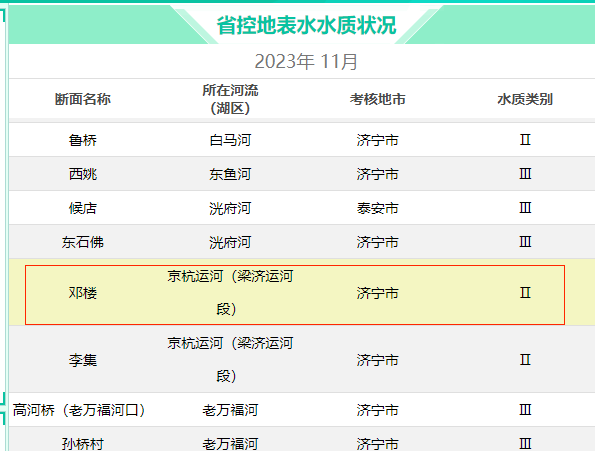 省控地表水水质状况
2023年 11月
断面名称 所在河流（湖区） 考核地市 水质类别
鲁桥 白马河 济宁市 Ⅱ
西姚 东鱼河 济宁市 Ⅲ
候店 洸府河 泰安市 Ⅲ
东石佛 洸府河 济宁市 Ⅲ
邓楼 京杭运河（梁济运河段） 济宁市 Ⅱ
李集 京杭运河（梁济运河段） 济宁市 Ⅱ
高河桥（老万福河口） 老万福河 济宁市 Ⅲ
孙桥村 老万福河 济宁市 Ⅲ